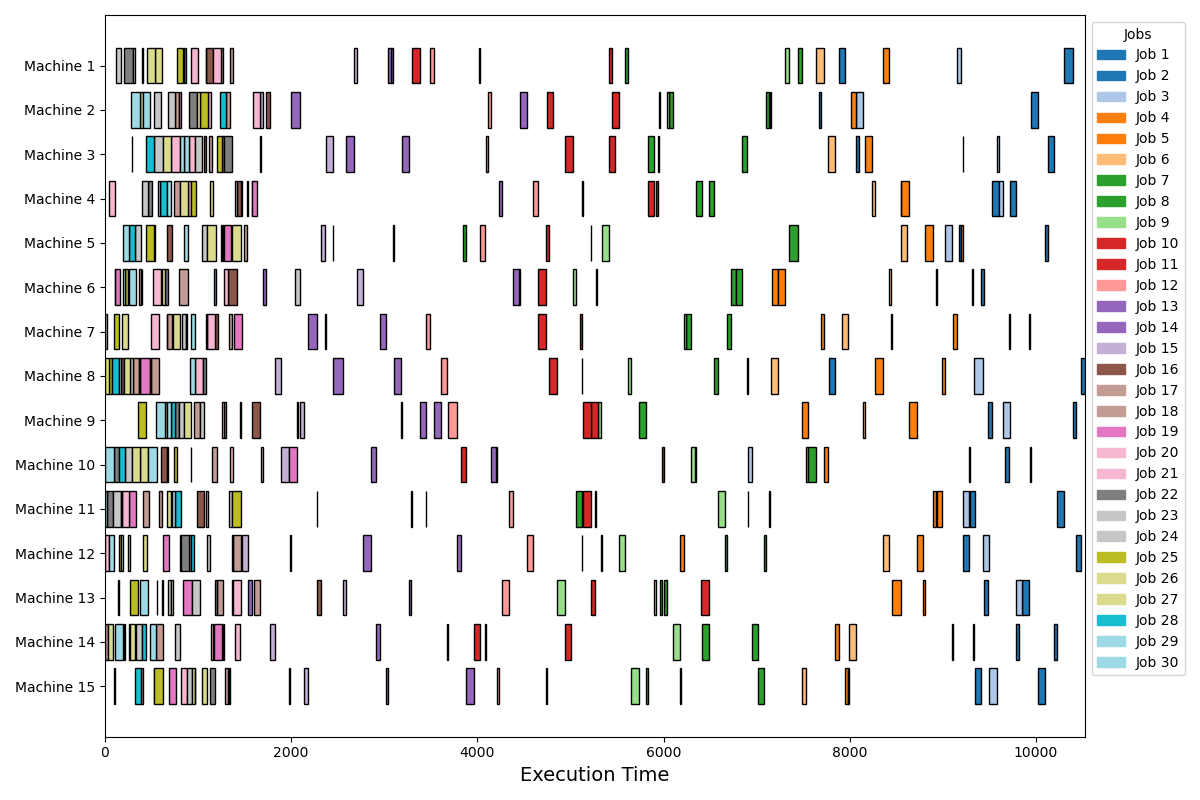 Machine 1
Machine 2
Machine 3
Machine 4
Machine 5
Machine 6
Machine 7
Machine 8
Machine 9
Machine 10
Machine 11
Machine 12
Machine 13
Machine 14
Machine 15
0 2000 4000 6000 8000 10000
Execution Time
Jobs
Job 1
Job 2
Job 3
Job 4
Job 5
Job 6
Job 7
Job 8
Job 9
Job 10
Job 11
Job 12
Job 13
Job 14
Job 15
Job 16
Job 17
Job 18
Job 19
Job 20
Job 21
Job 22
Job 23
Job 24
Job 25
Job 26
Job 27
Job 28
Job 29
Job 30